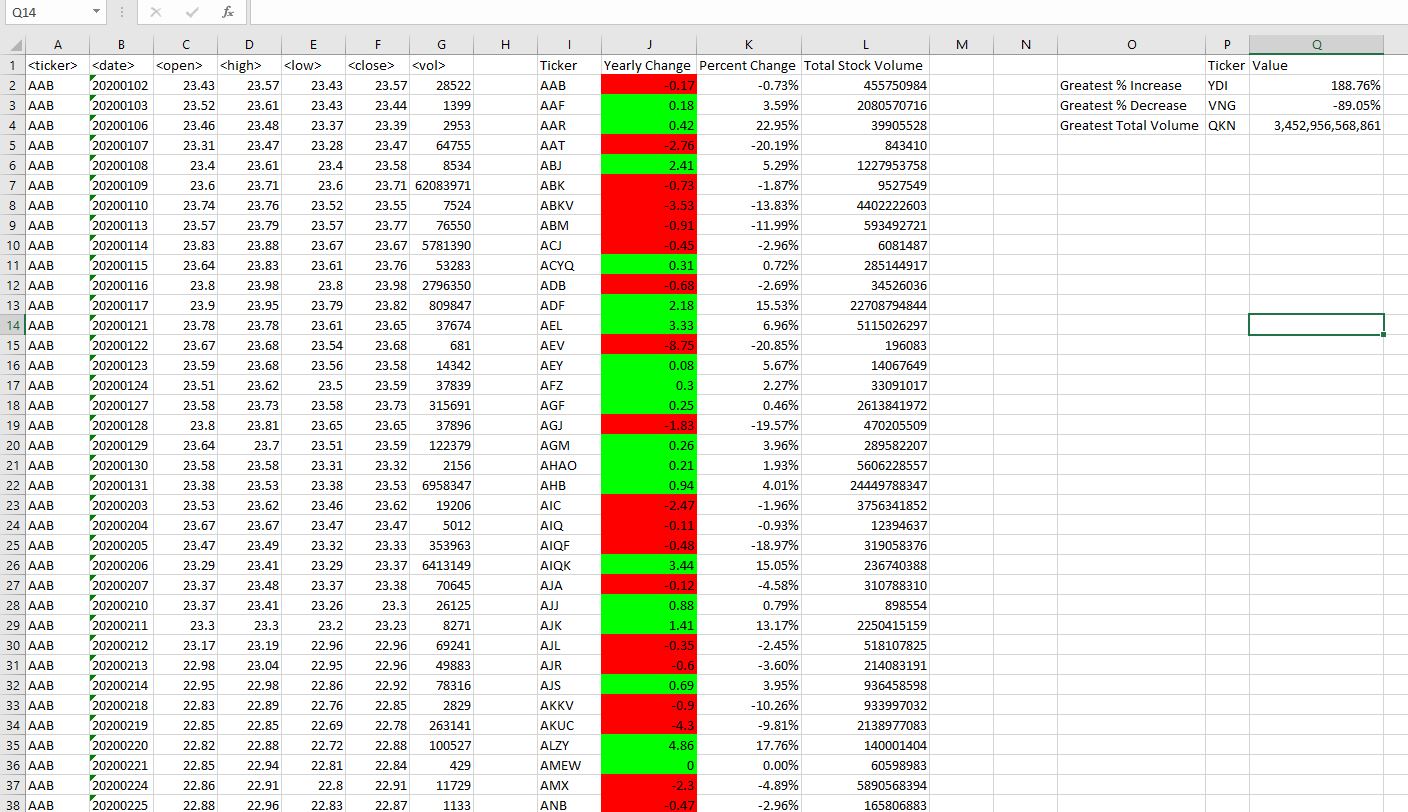 Q14 fx
A B C D E F G H I J K L M N O P Q
1 <ticker> <date> <open> <high> <low> <close> <vol> Ticker Yearly Change Percent Change Total Stock Volume Ticker Value
2 AAB 20200102 23.43 23.57 23.43 23.57 28522 AAB -0.17 -0.73% 455750984 Greatest % Increase YDI 188.76%
3 AAB 20200103 23.52 23.61 23.43 23.44 1399 AAF 0.18 3.59% 2080570716 Greatest % Decrease VNG -89.05%
4 AAB 20200106 23.46 23.48 23.37 23.39 2953 AAR 0.42 22.95% 39905528 Greatest Total Volume QKN 3,452,956,568,861
5 AAB 20200107 23.31 23.47 23.28 23.47 64755 AAT -2.76 -20.19% 843410
6 AAB 20200108 23.4 23.61 23.4 23.58 8534 ABJ 2.41 5.29% 1227953758
7 AAB 20200109 23.6 23.71 23.6 23.71 62083971 ABK -0.73 -1.87% 9527549
8 AAB 20200110 23.74 23.76 23.52 23.55 7524 ABKV -3.53 -13.83% 4402222603
9 AAB 20200113 23.57 23.79 23.57 23.77 76550 ABM -0.91 -11.99% 593492721
10 AAB 20200114 23.83 23.88 23.67 23.67 5781390 ACJ -0.45 -2.96% 6081487
11 AAB 20200115 23.64 23.83 23.61 23.76 53283 ACYQ 0.31 0.72% 285144917
12 AAB 20200116 23.8 23.98 23.8 23.98 2796350 ADB -0.68 -2.69% 34526036
13 AAB 20200117 23.9 23.95 23.79 23.82 809847 ADF 2.18 15.53% 22708794844
14 AAB 20200121 23.78 23.78 23.61 23.65 37674 AEL 3.33 6.96% 5115026297
15 AAB 20200122 23.67 23.68 23.54 23.68 681 AEV -8.75 -20.85% 196083
16 AAB 20200123 23.59 23.68 23.56 23.58 14342 AEY 0.08 5.67% 14067649
17 AAB 20200124 23.51 23.62 23.5 23.59 37839 AFZ 0.3 2.27% 33091017
18 AAB 20200127 23.58 23.73 23.58 23.73 315691 AGF 0.25 0.46% 2613841972
19 AAB 20200128 23.8 23.81 23.65 23.65 37896 AGJ -1.83 -19.57% 470205509
20 AAB 20200129 23.64 23.7 23.51 23.59 122379 AGM 0.26 3.96% 289582207
21 AAB 20200130 23.58 23.58 23.31 23.32 2156 AHAO 0.21 1.93% 5606228557
22 AAB 20200131 23.38 23.53 23.38 23.53 6958347 AHB 0.94 4.01% 24449788347
23 AAB 20200203 23.53 23.62 23.46 23.62 19206 AIC -2.47 -1.96% 3756341852
24 AAB 20200204 23.67 23.67 23.47 23.47 5012 AIQ -0.11 -0.93% 12394637
25 AAB 20200205 23.47 23.49 23.32 23.33 353963 AIQF -0.48 -18.97% 319058376
26 AAB 20200206 23.29 23.41 23.29 23.37 6413149 AIQK 3.44 15.05% 236740388
27 AAB 20200207 23.37 23.48 23.37 23.38 70645 AJA -0.12 -4.58% 310788310
28 AAB 20200210 23.37 23.41 23.26 23.3 26125 AJJ 0.88 0.79% 898554
29 AAB 20200211 23.3 23.3 23.2 23.23 8271 AJK 1.41 13.17% 2250415159
30 AAB 20200212 23.17 23.19 22.96 22.96 69241 AJL -0.35 -2.45% 518107825
31 AAB 20200213 22.98 23.04 22.95 22.96 49883 AJR -0.6 -3.60% 214083191
32 AAB 20200214 22.95 22.98 22.86 22.92 78316 AJS 0.69 3.95% 936458598
33 AAB 20200218 22.83 22.89 22.76 22.85 2829 AKKV -0.9 -10.26% 933997032
34 AAB 20200219 22.85 22.85 22.69 22.78 263141 AKUC -4.3 -9.81% 2138977083
35 AAB 20200220 22.82 22.88 22.72 22.88 100527 ALZY 4.86 17.76% 140001404
36 AAB 20200221 22.85 22.94 22.81 22.84 429 AMEW 0 0.00% 60598983
37 AAB 20200224 22.86 22.91 22.8 22.91 11729 AMX -2.3 -4.89% 5890568394
38 AAB 20200225 22.88 22.96 22.83 22.87 1133 ANB -0.47 -2.96% 165806883